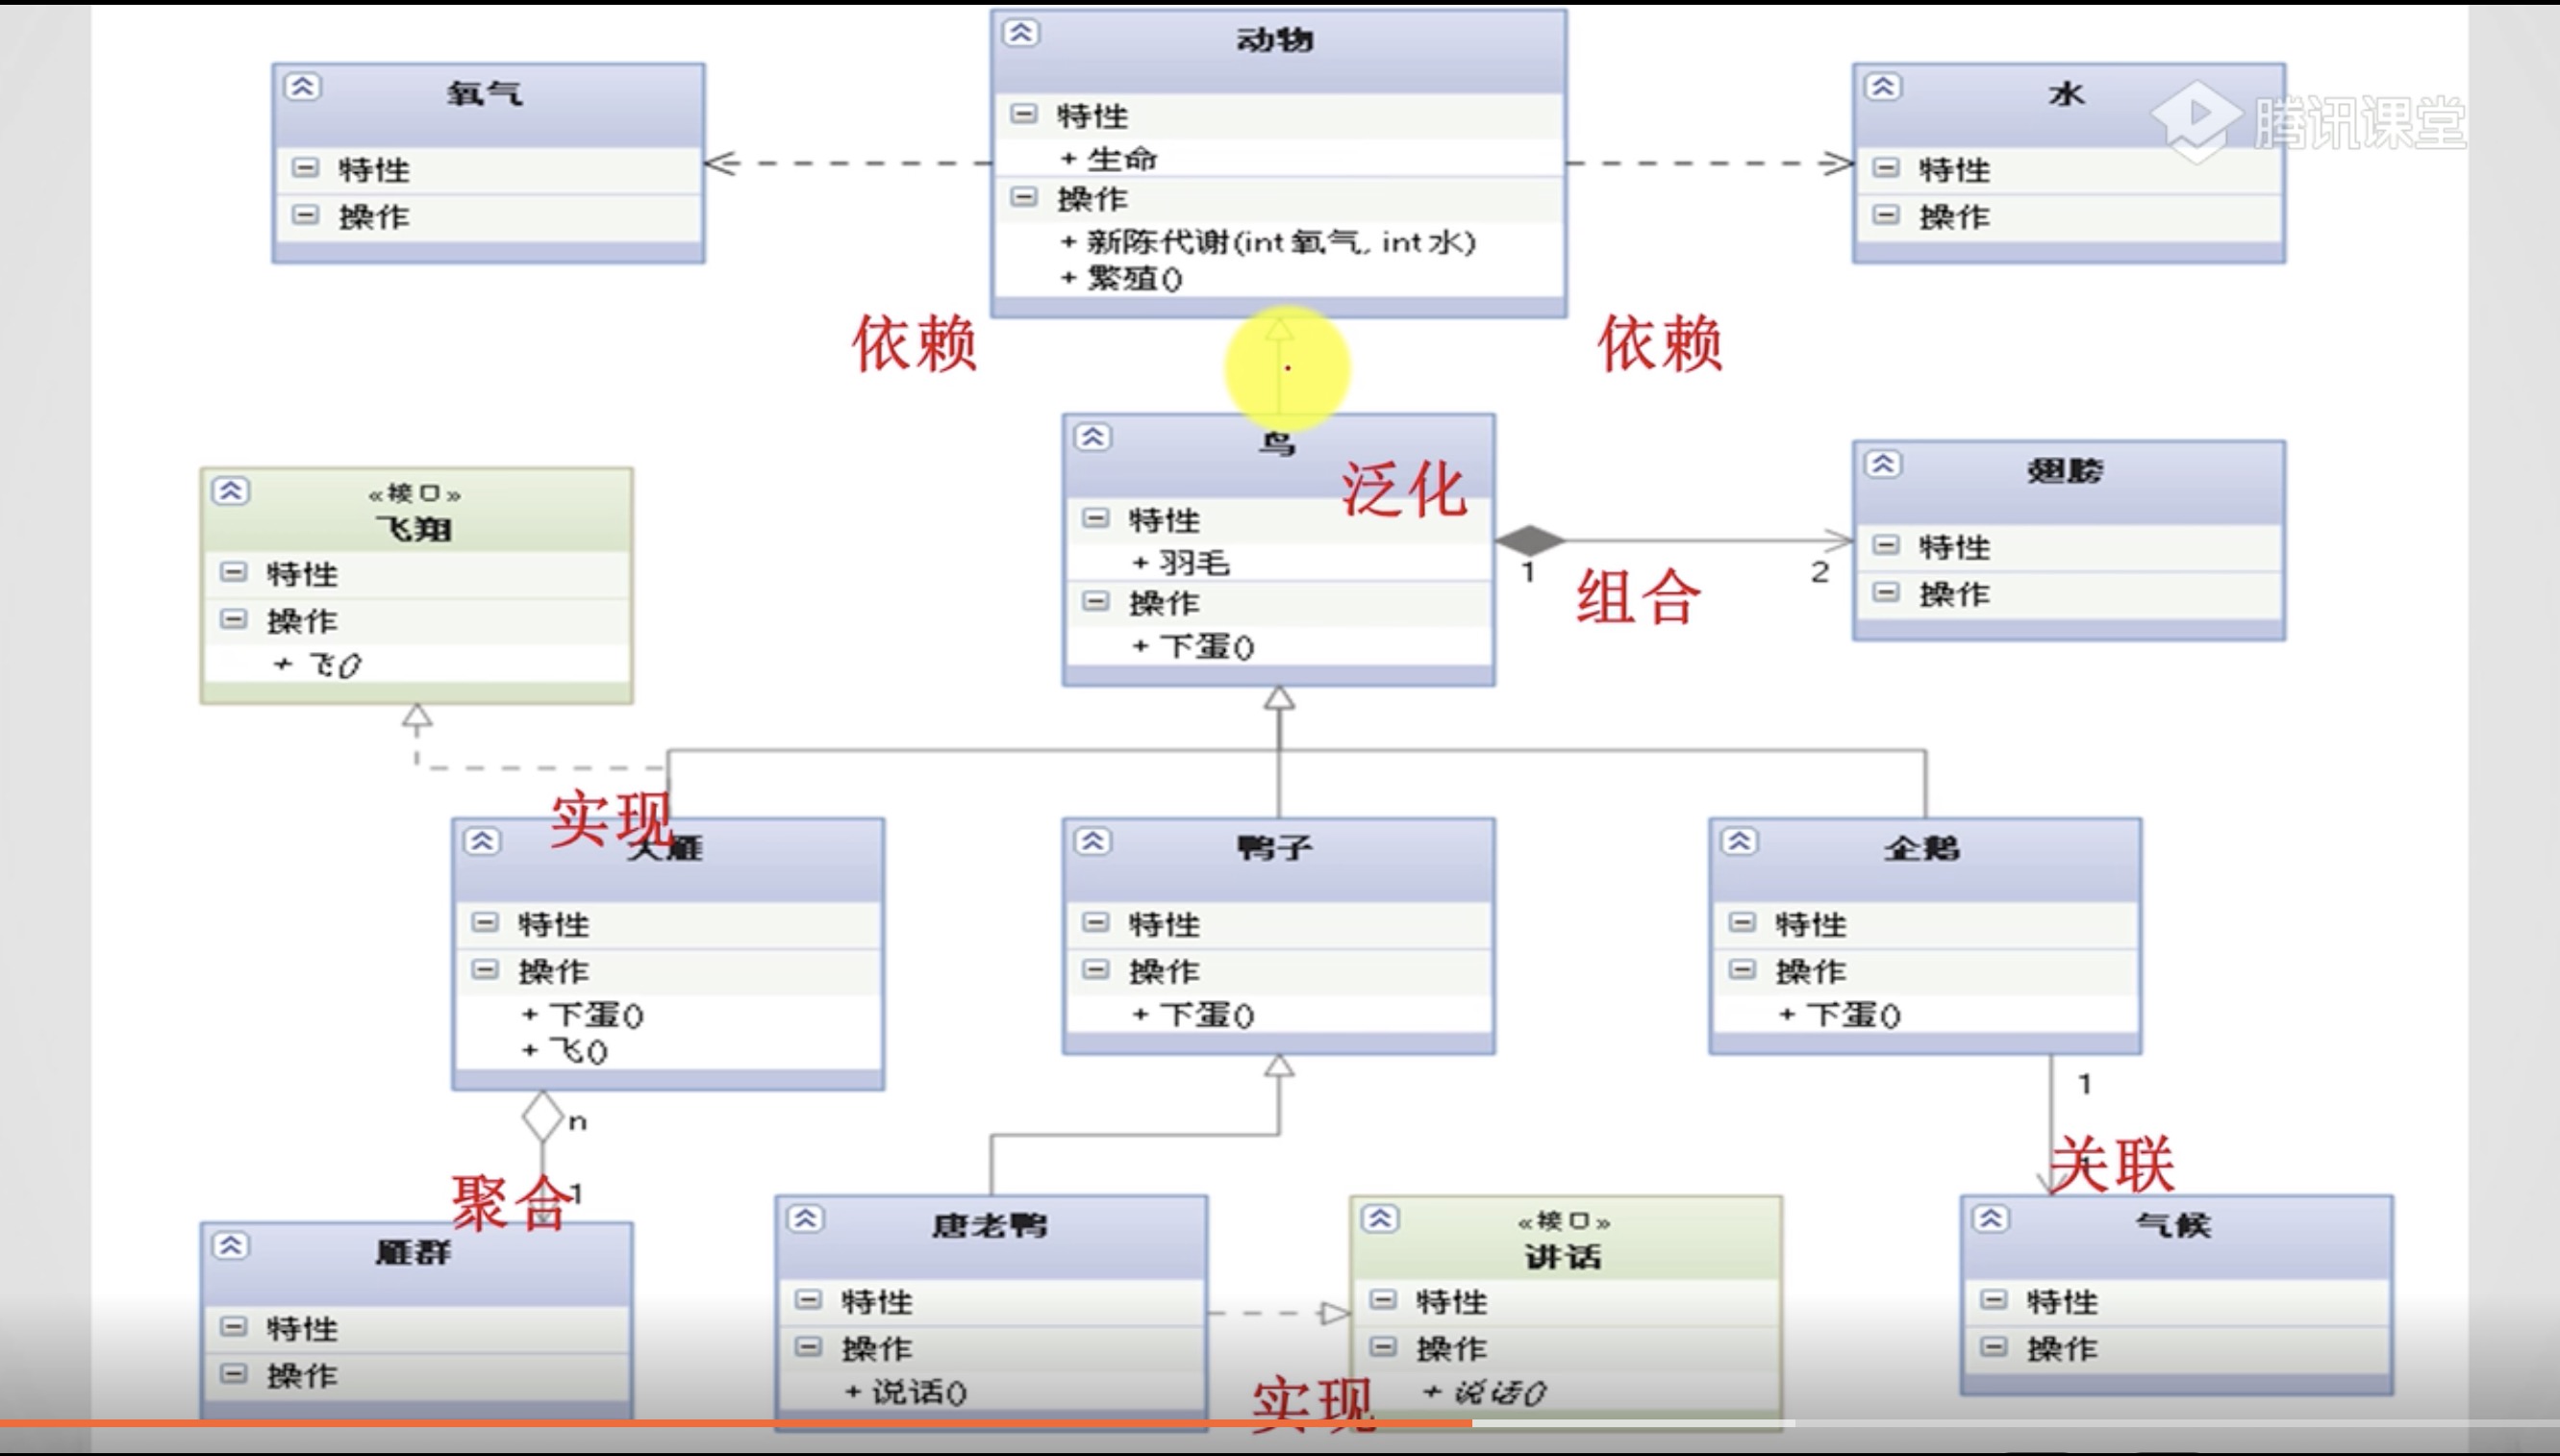 动物
特性
+ 生命
操作
+ 新陈代谢(int 氧气, int 水)
+ 繁殖()
氧气
特性
操作
水
特性
操作
腾讯课堂
依赖
依赖
鸟
泛化
特性
+ 羽毛
操作
+ 下蛋()
1
组合
2
翅膀
特性
操作
«接口»
飞翔
特性
操作
+ 飞()
实现
大雁
特性
操作
+ 下蛋()
+ 飞()
鸭子
特性
操作
+ 下蛋()
企鹅
特性
操作
+ 下蛋()
n
聚合
1
1
关联
1
雁群
特性
操作
唐老鸭
特性
操作
+ 说话()
实现
«接口»
讲话
特性
操作
+ 说话()
气候
特性
操作